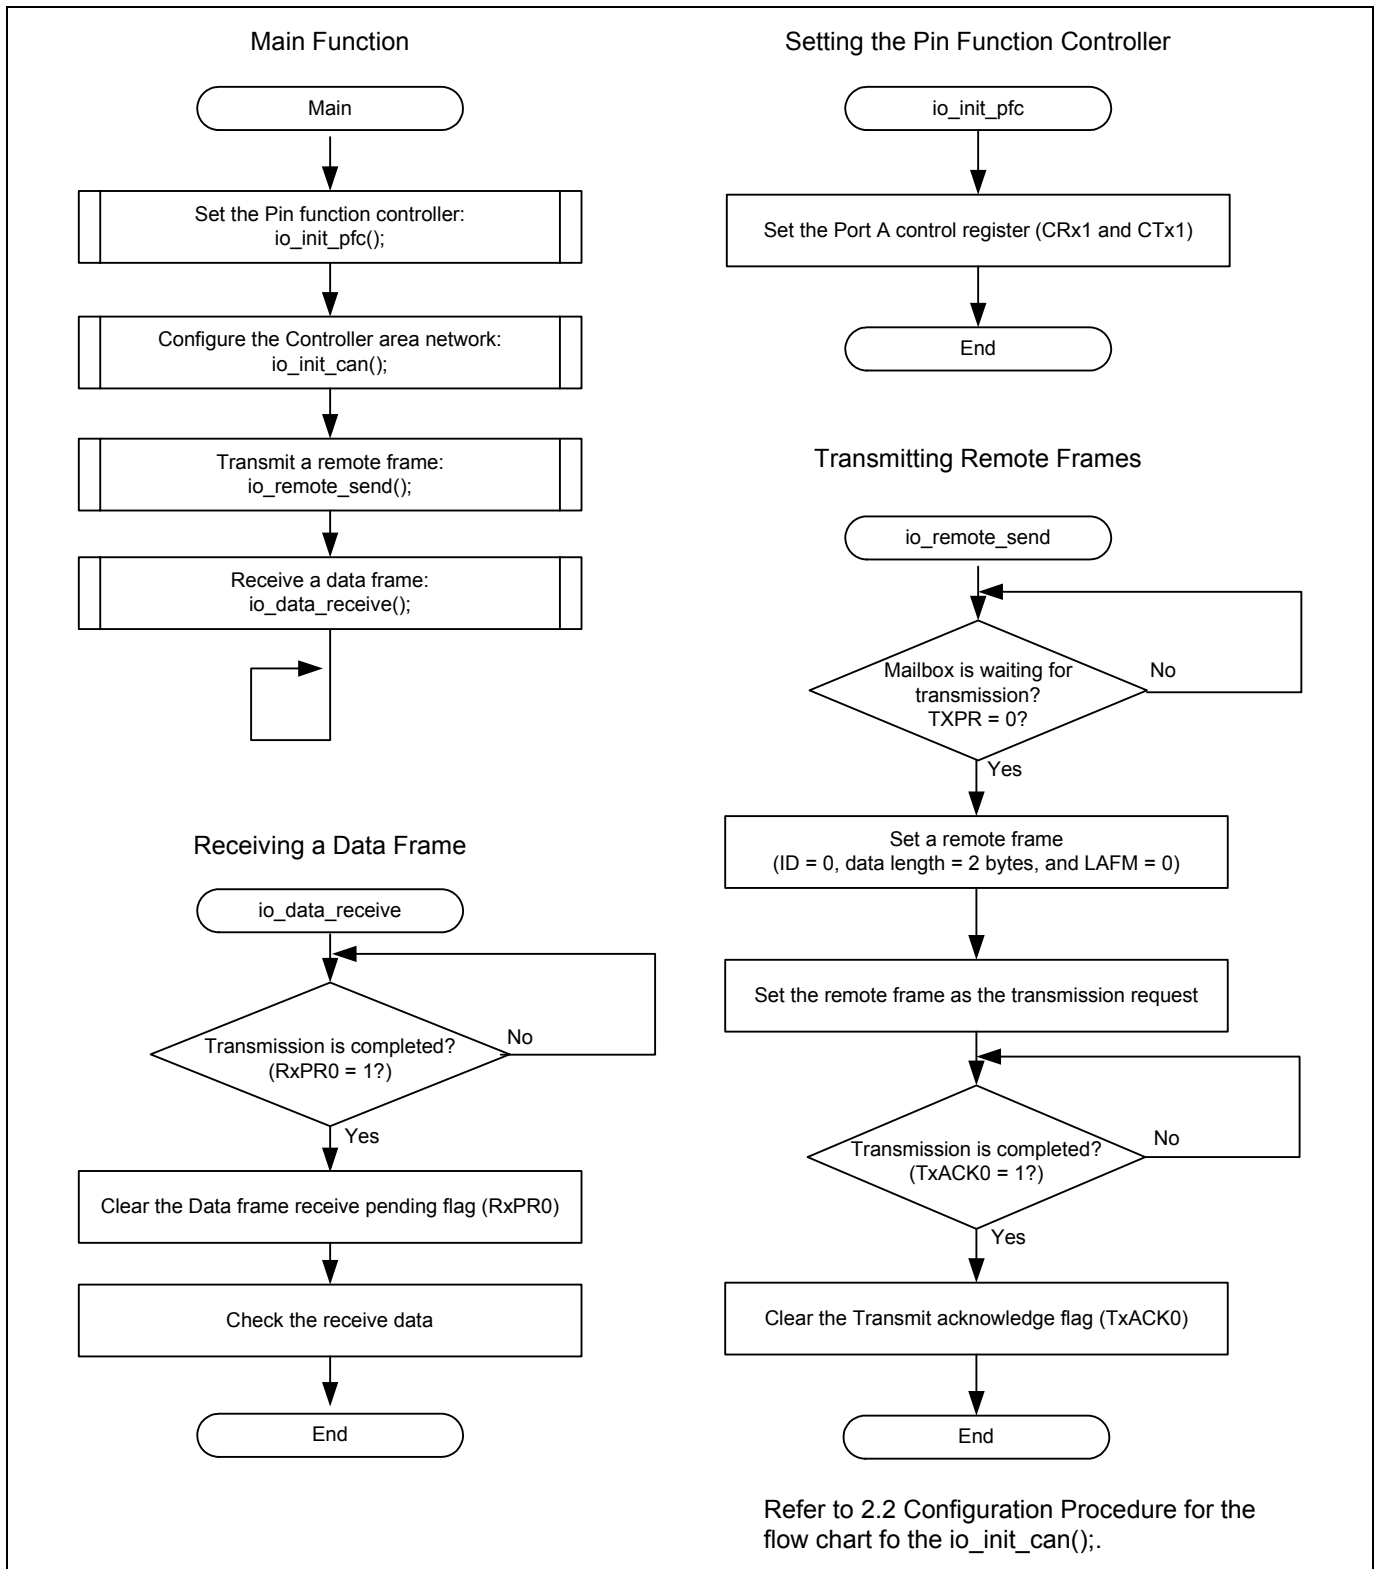 Main Function
Main
Set the Pin function controller:
io_init_pfc();
Configure the Controller area network:
io_init_can();
Transmit a remote frame:
io_remote_send();
Receive a data frame:
io_data_receive();
Receiving a Data Frame
io_data_receive
Transmission is completed?
(RxPR0 = 1?)
No
Yes
Clear the Data frame receive pending flag (RxPR0)
Check the receive data
End
Setting the Pin Function Controller
io_init_pfc
Set the Port A control register (CRx1 and CTx1)
End
Transmitting Remote Frames
io_remote_send
Mailbox is waiting for
transmission?
TXPR = 0?
No
Yes
Set a remote frame
(ID = 0, data length = 2 bytes, and LAFM = 0)
Set the remote frame as the transmission request
Transmission is completed?
(TxACK0 = 1?)
No
Yes
Clear the Transmit acknowledge flag (TxACK0)
End
Refer to 2.2 Configuration Procedure for the
flow chart fo the io_init_can();.